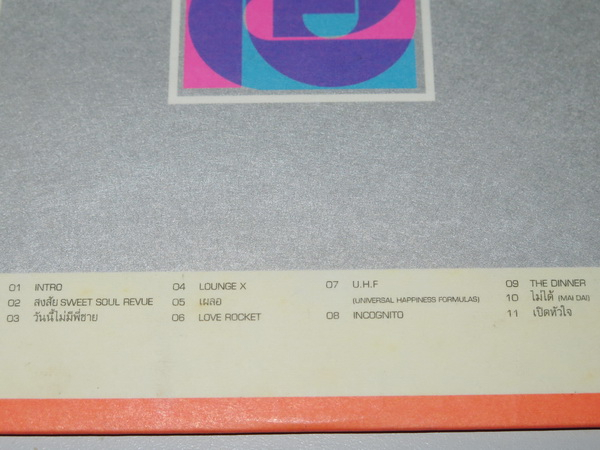 01 INTRO
02 สงสัย SWEET SOUL REVUE
03 วันนี้ไม่มีพี่ชาย
04 LOUNGE X
05 เผลอ
06 LOVE ROCKET
07 U.H.F
(UNIVERSAL HAPPINESS FORMULAS)
08 INCOGNITO
09 THE DINNER
10 ไม่ได้ (MAI DAI)
11 เปิดหัวใจ